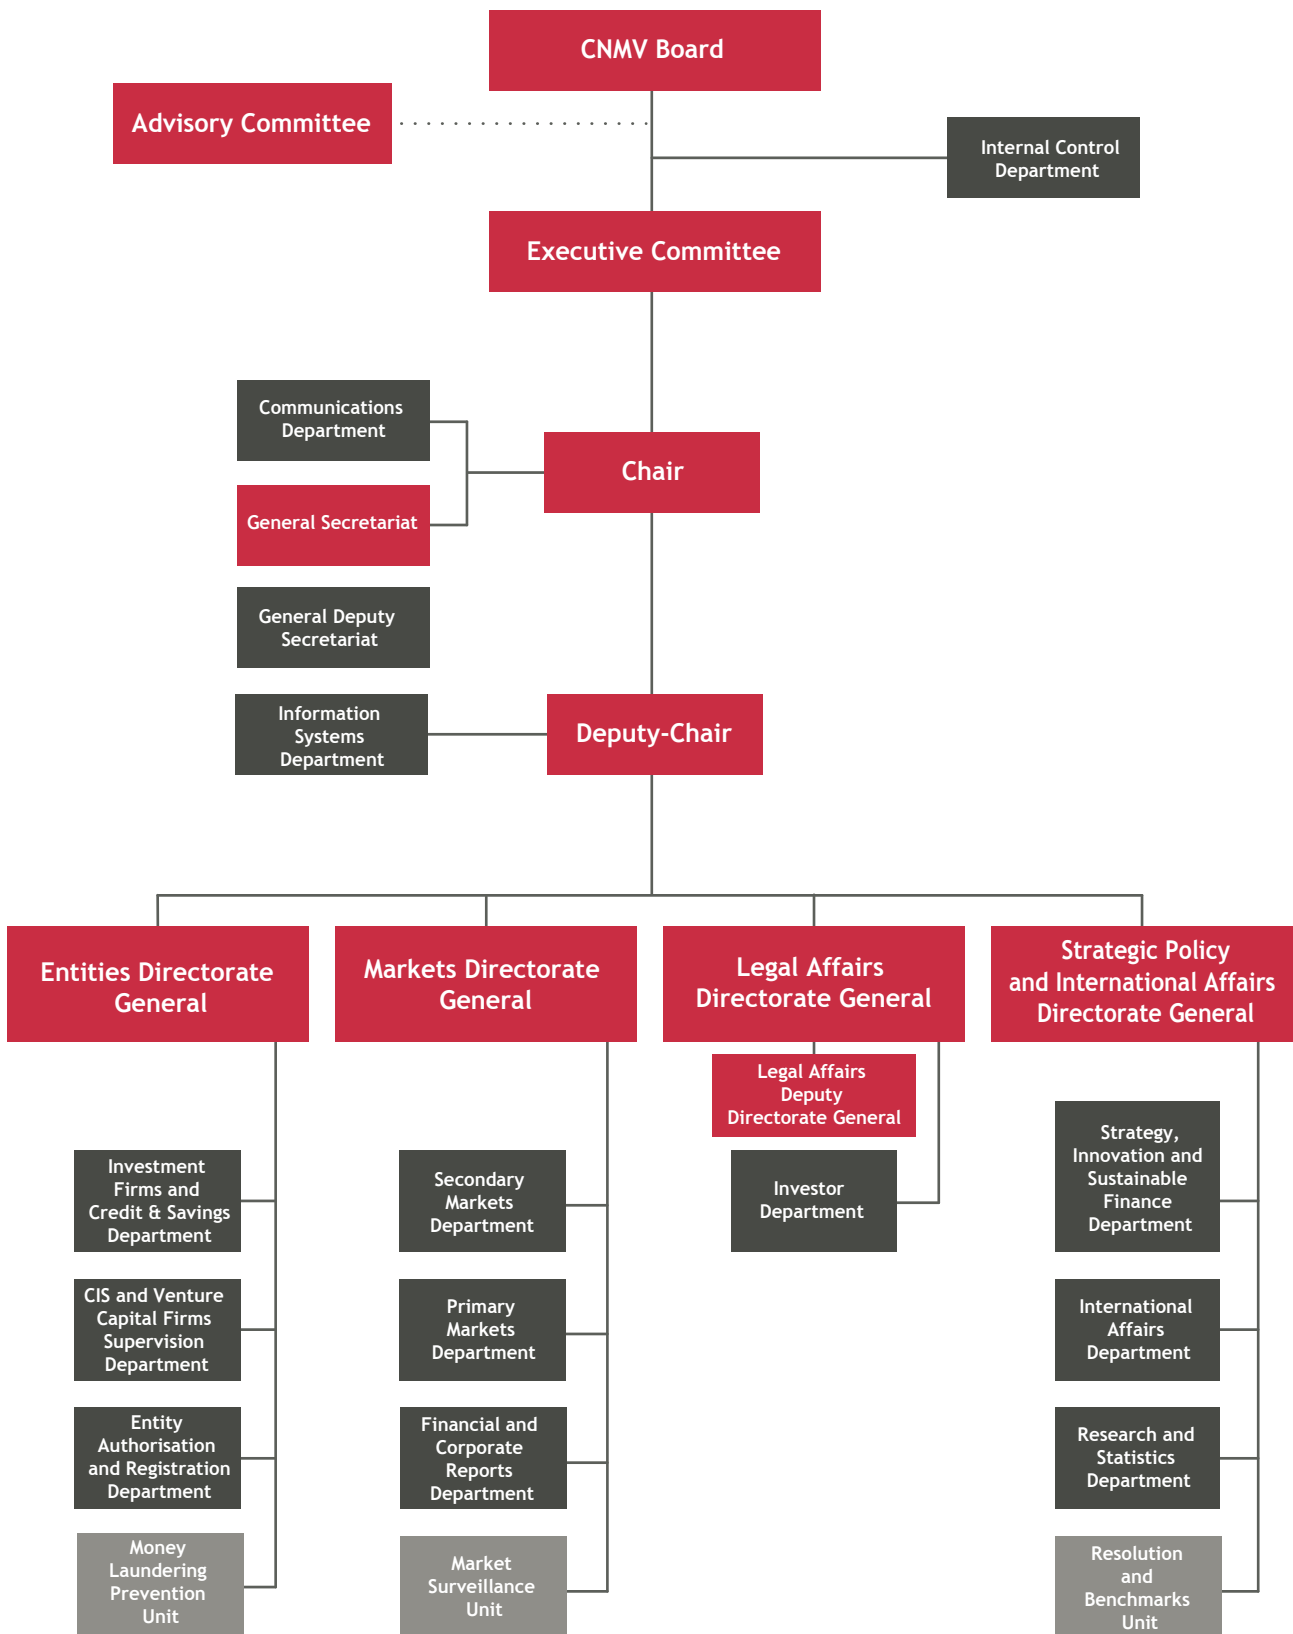 CNMV Board
Advisory Committee
Internal Control
Department
Executive Committee
Communications
Department
Chair
General Secretariat
General Deputy
Secretariat
Information
Systems
Department
Deputy-Chair
Entities Directorate
General
Markets Directorate
General
Legal Affairs
Directorate General
Strategic Policy
and International Affairs
Directorate General
Legal Affairs
Deputy
Directorate General
Investment
Firms and
Credit & Savings
Department
Secondary
Markets
Department
Investor
Department
Strategy,
Innovation and
Sustainable
Finance
Department
CIS and Venture
Capital Firms
Supervision
Department
Primary
Markets
Department
International
Affairs
Department
Entity
Authorisation
and Registration
Department
Financial and
Corporate
Reports
Department
Research and
Statistics
Department
Money
Laundering
Prevention
Unit
Market
Surveillance
Unit
Resolution
and
Benchmarks
Unit